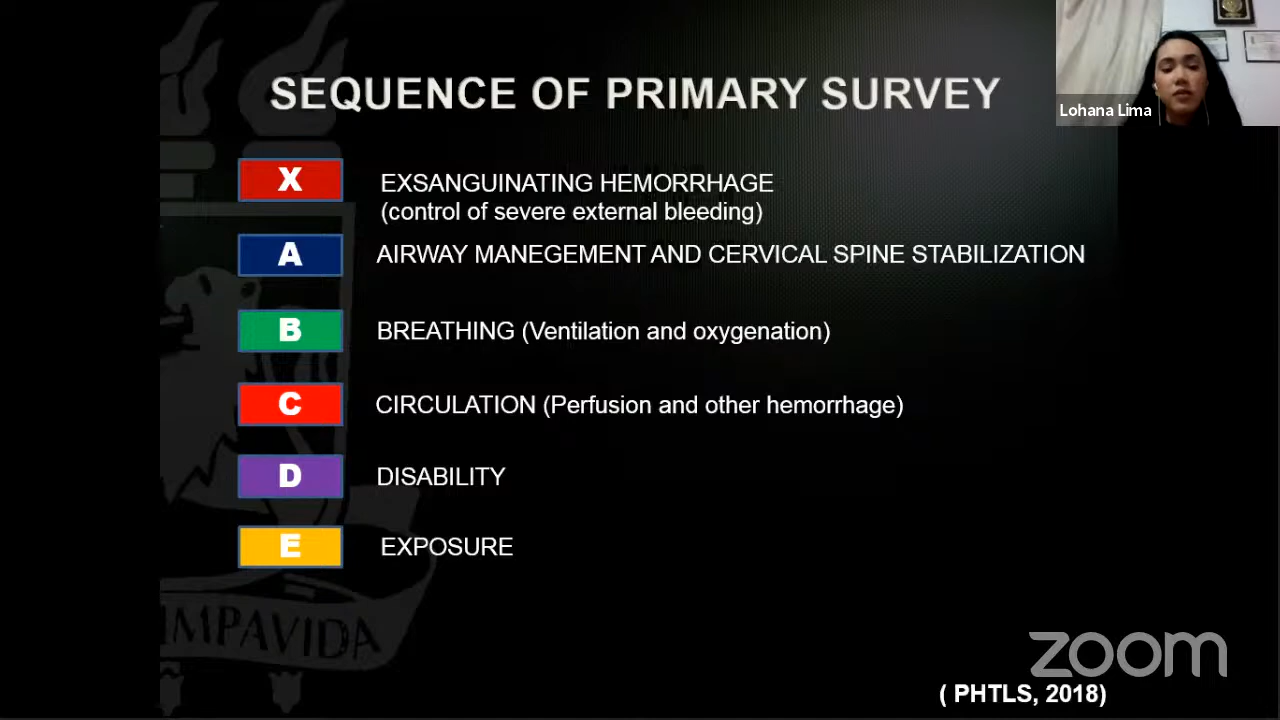 Lohana Lima
SEQUENCE OF PRIMARY SURVEY
X
EXSANGUINATING HEMORRHAGE
(control of severe external bleeding)
A
AIRWAY MANEGEMENT AND CERVICAL SPINE STABILIZATION
B
BREATHING (Ventilation and oxygenation)
C
CIRCULATION (Perfusion and other hemorrhage)
D
DISABILITY
E
EXPOSURE
IMPAVIDA
zoom
( PHTLS, 2018)